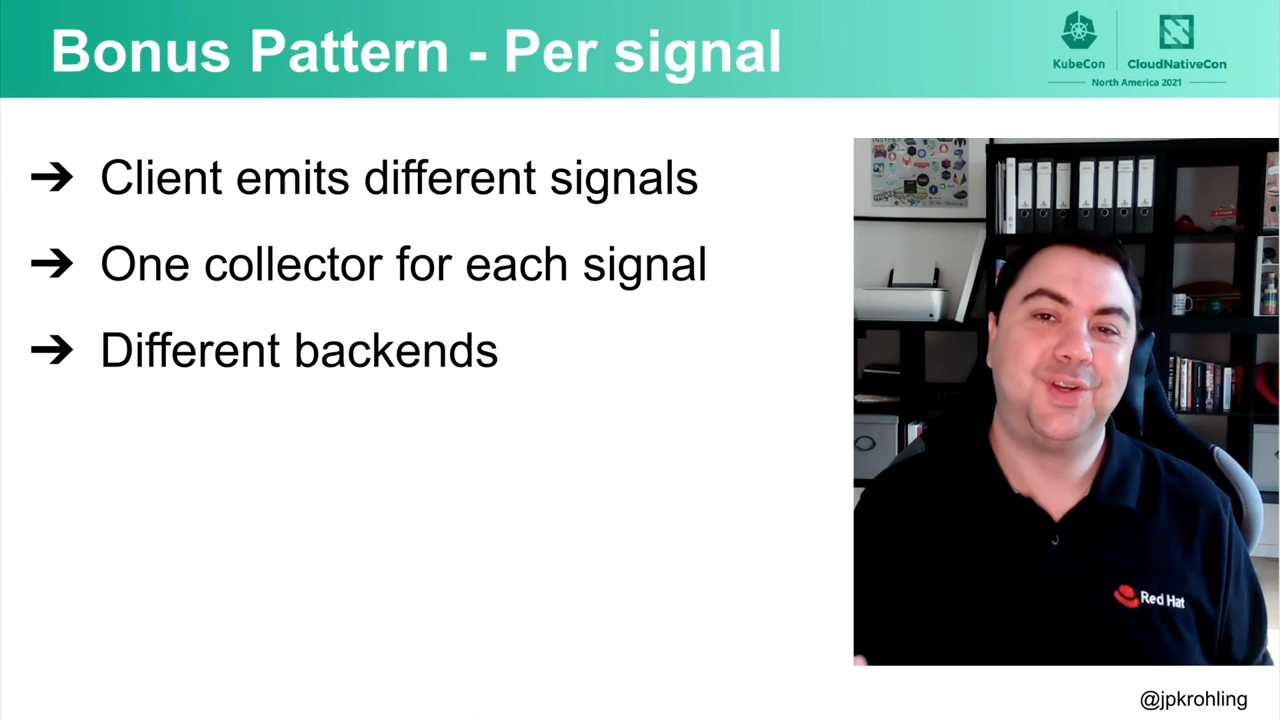 Bonus Pattern - Per signal
KubeCon
CloudNativeCon
North America 2021
➔ Client emits different signals
➔ One collector for each signal
➔ Different backends
Red Hat
@jpkrohling